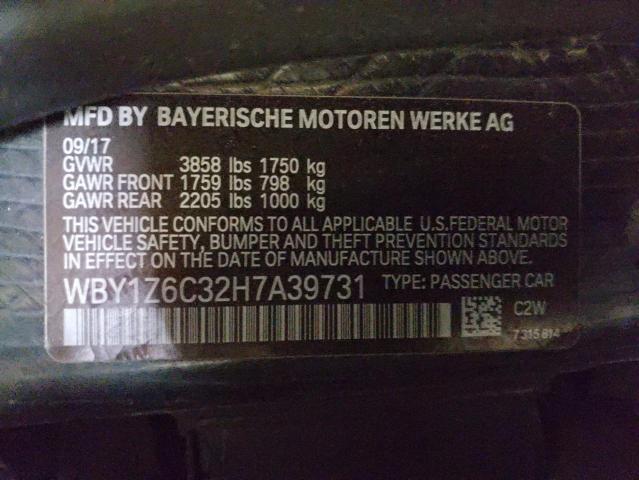 MFD BY BAYERISCHE MOTOREN WERKE AG
09/17
GVWR 3858 lbs 1750 kg
GAWR FRONT 1759 lbs 798 kg
GAWR REAR 2205 lbs 1000 kg
THIS VEHICLE CONFORMS TO ALL APPLICABLE U.S.FEDERAL MOTOR
VEHICLE SAFETY, BUMPER AND THEFT PREVENTION STANDARDS
IN EFFECT ON THE DATE OF MANUFACTURE SHOWN ABOVE.
WBY1Z6C32H7A39731 TYPE: PASSENGER CAR
C2W
7 315 814